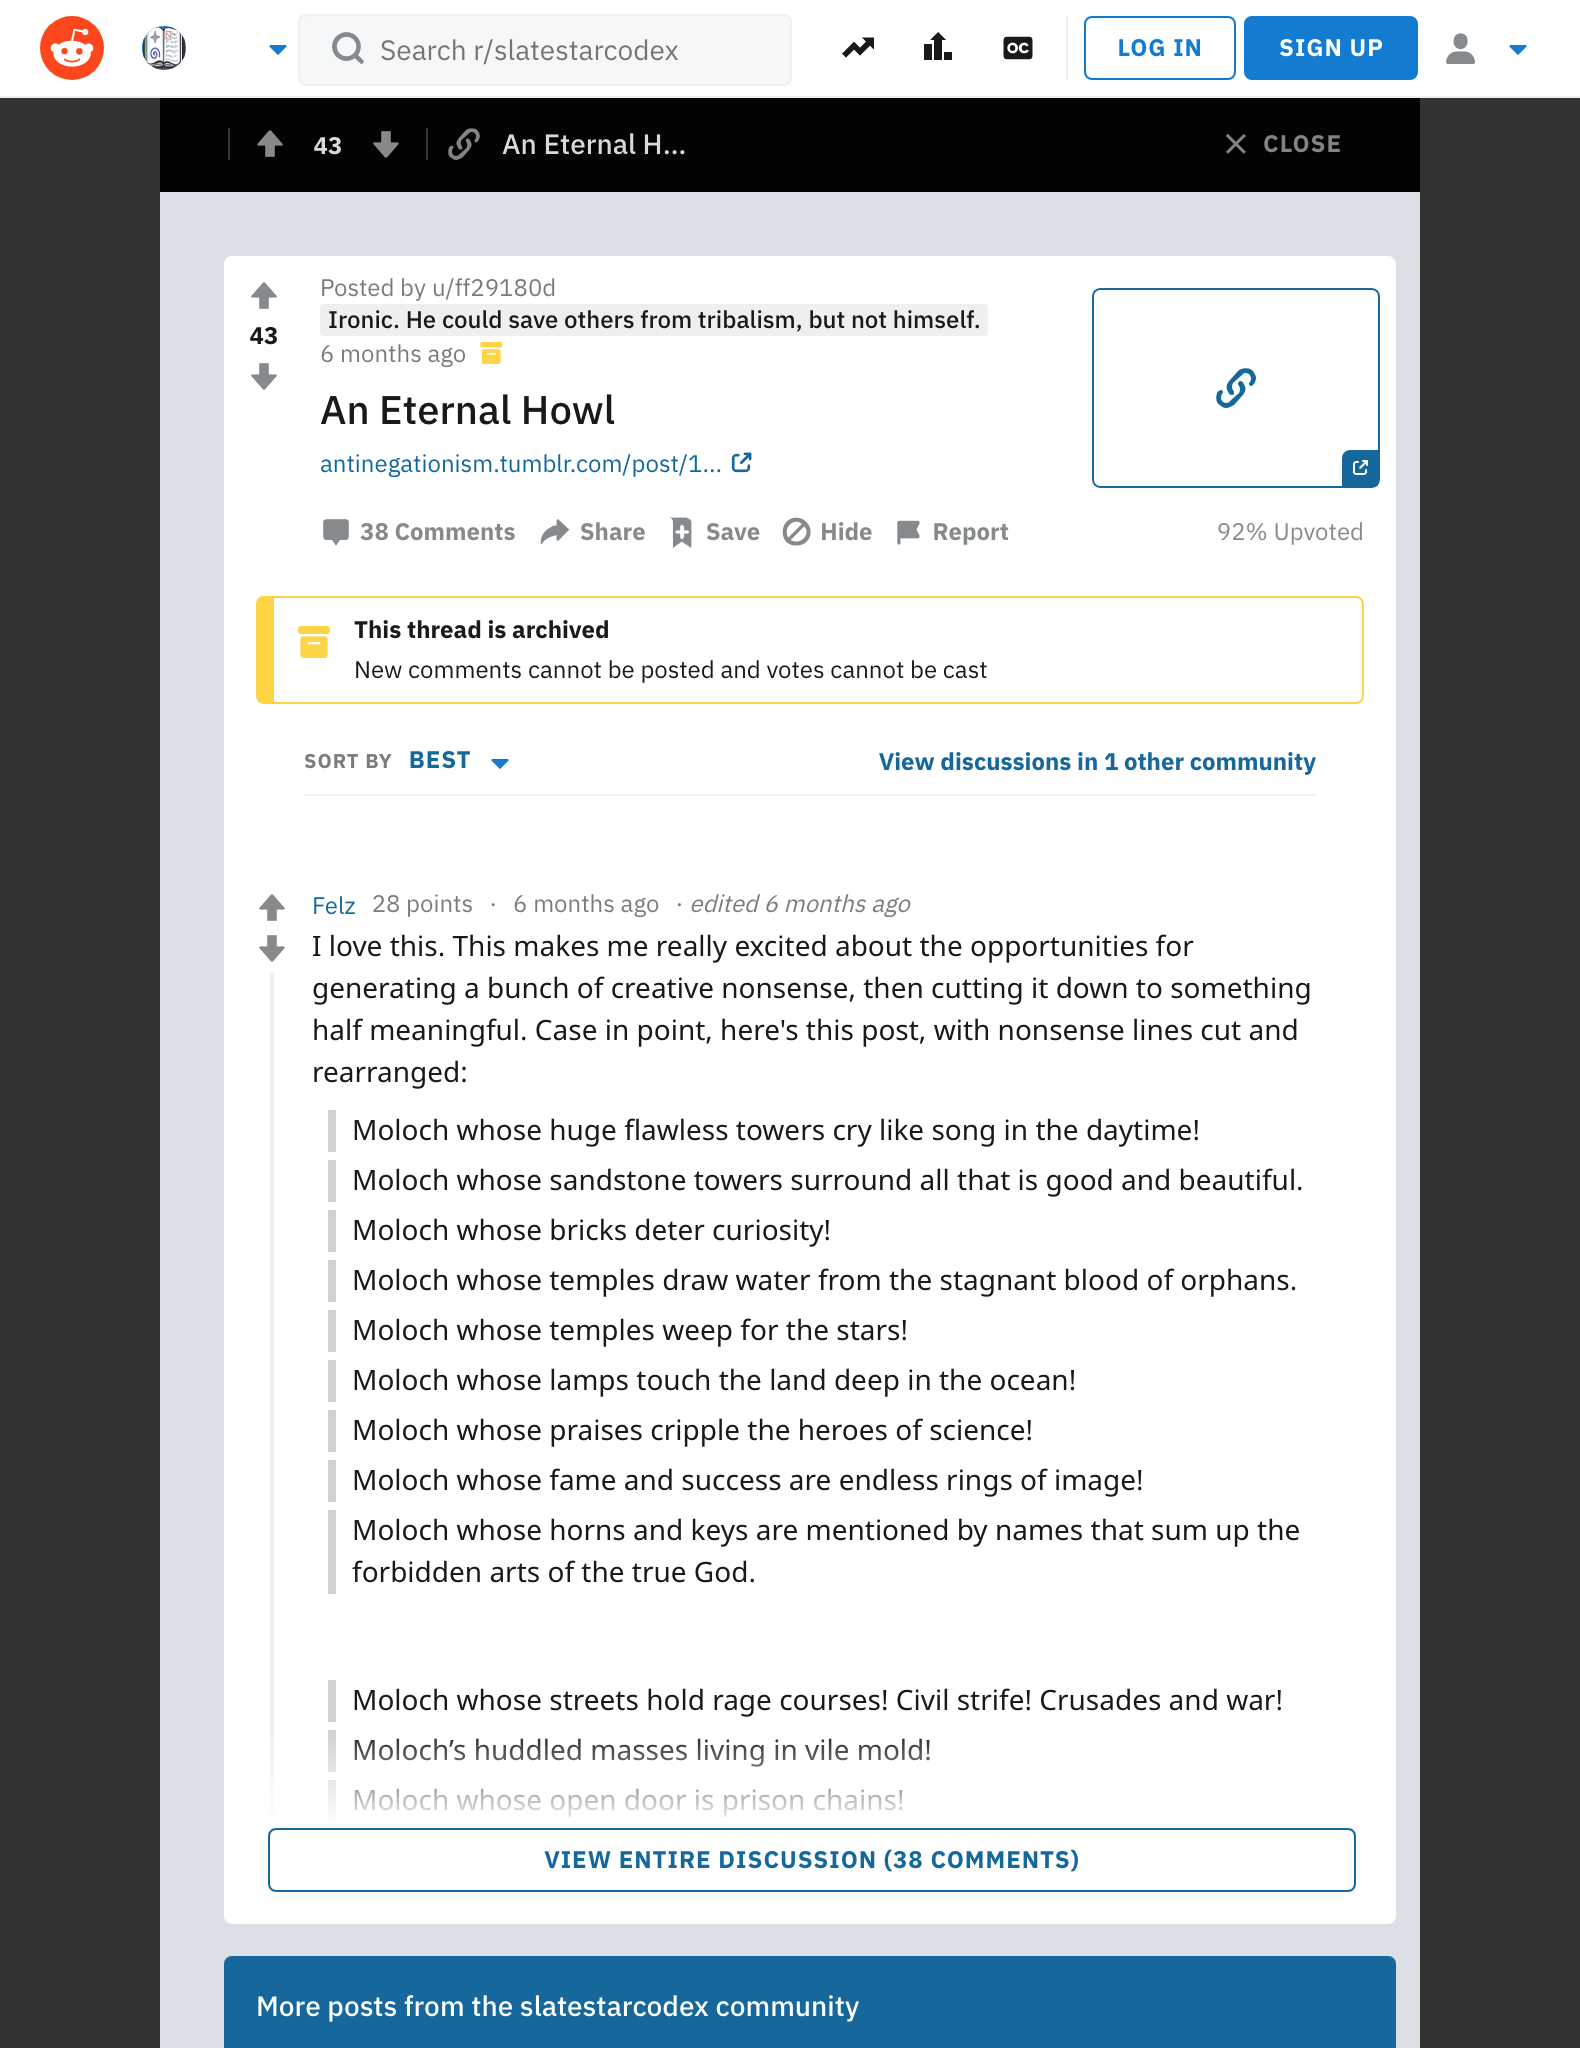 Search r/slatestarcodex
OC
LOG IN
SIGN UP
43
An Eternal H...
CLOSE
Posted by u/ff29180d
Ironic. He could save others from tribalism, but not himself.
6 months ago
43
An Eternal Howl
antinegationism.tumblr.com/post/1...
38 Comments
Share
Save
Hide
Report
92% Upvoted
This thread is archived
New comments cannot be posted and votes cannot be cast
SORT BY BEST
View discussions in 1 other community
Felz 28 points · 6 months ago · edited 6 months ago
I love this. This makes me really excited about the opportunities for
generating a bunch of creative nonsense, then cutting it down to something
half meaningful. Case in point, here's this post, with nonsense lines cut and
rearranged:
Moloch whose huge flawless towers cry like song in the daytime!
Moloch whose sandstone towers surround all that is good and beautiful.
Moloch whose bricks deter curiosity!
Moloch whose temples draw water from the stagnant blood of orphans.
Moloch whose temples weep for the stars!
Moloch whose lamps touch the land deep in the ocean!
Moloch whose praises cripple the heroes of science!
Moloch whose fame and success are endless rings of image!
Moloch whose horns and keys are mentioned by names that sum up the
forbidden arts of the true God.
Moloch whose streets hold rage courses! Civil strife! Crusades and war!
Moloch’s huddled masses living in vile mold!
Moloch whose open door is prison chains!
VIEW ENTIRE DISCUSSION (38 COMMENTS)
More posts from the slatestarcodex community